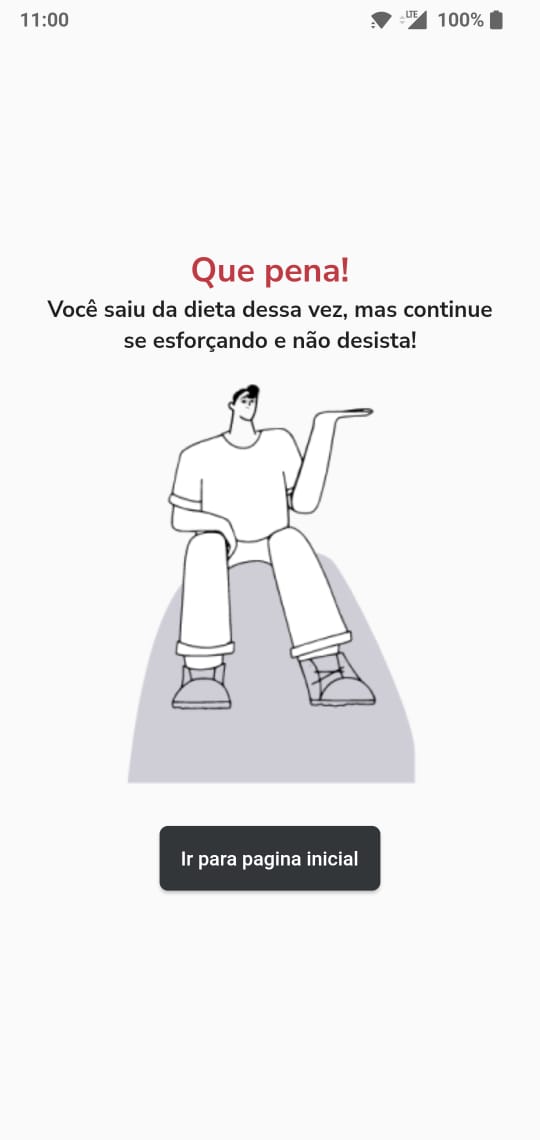 11:00
LTE 100%
Que pena!
Você saiu da dieta dessa vez, mas continue
se esforçando e não desista!
Ir para pagina inicial